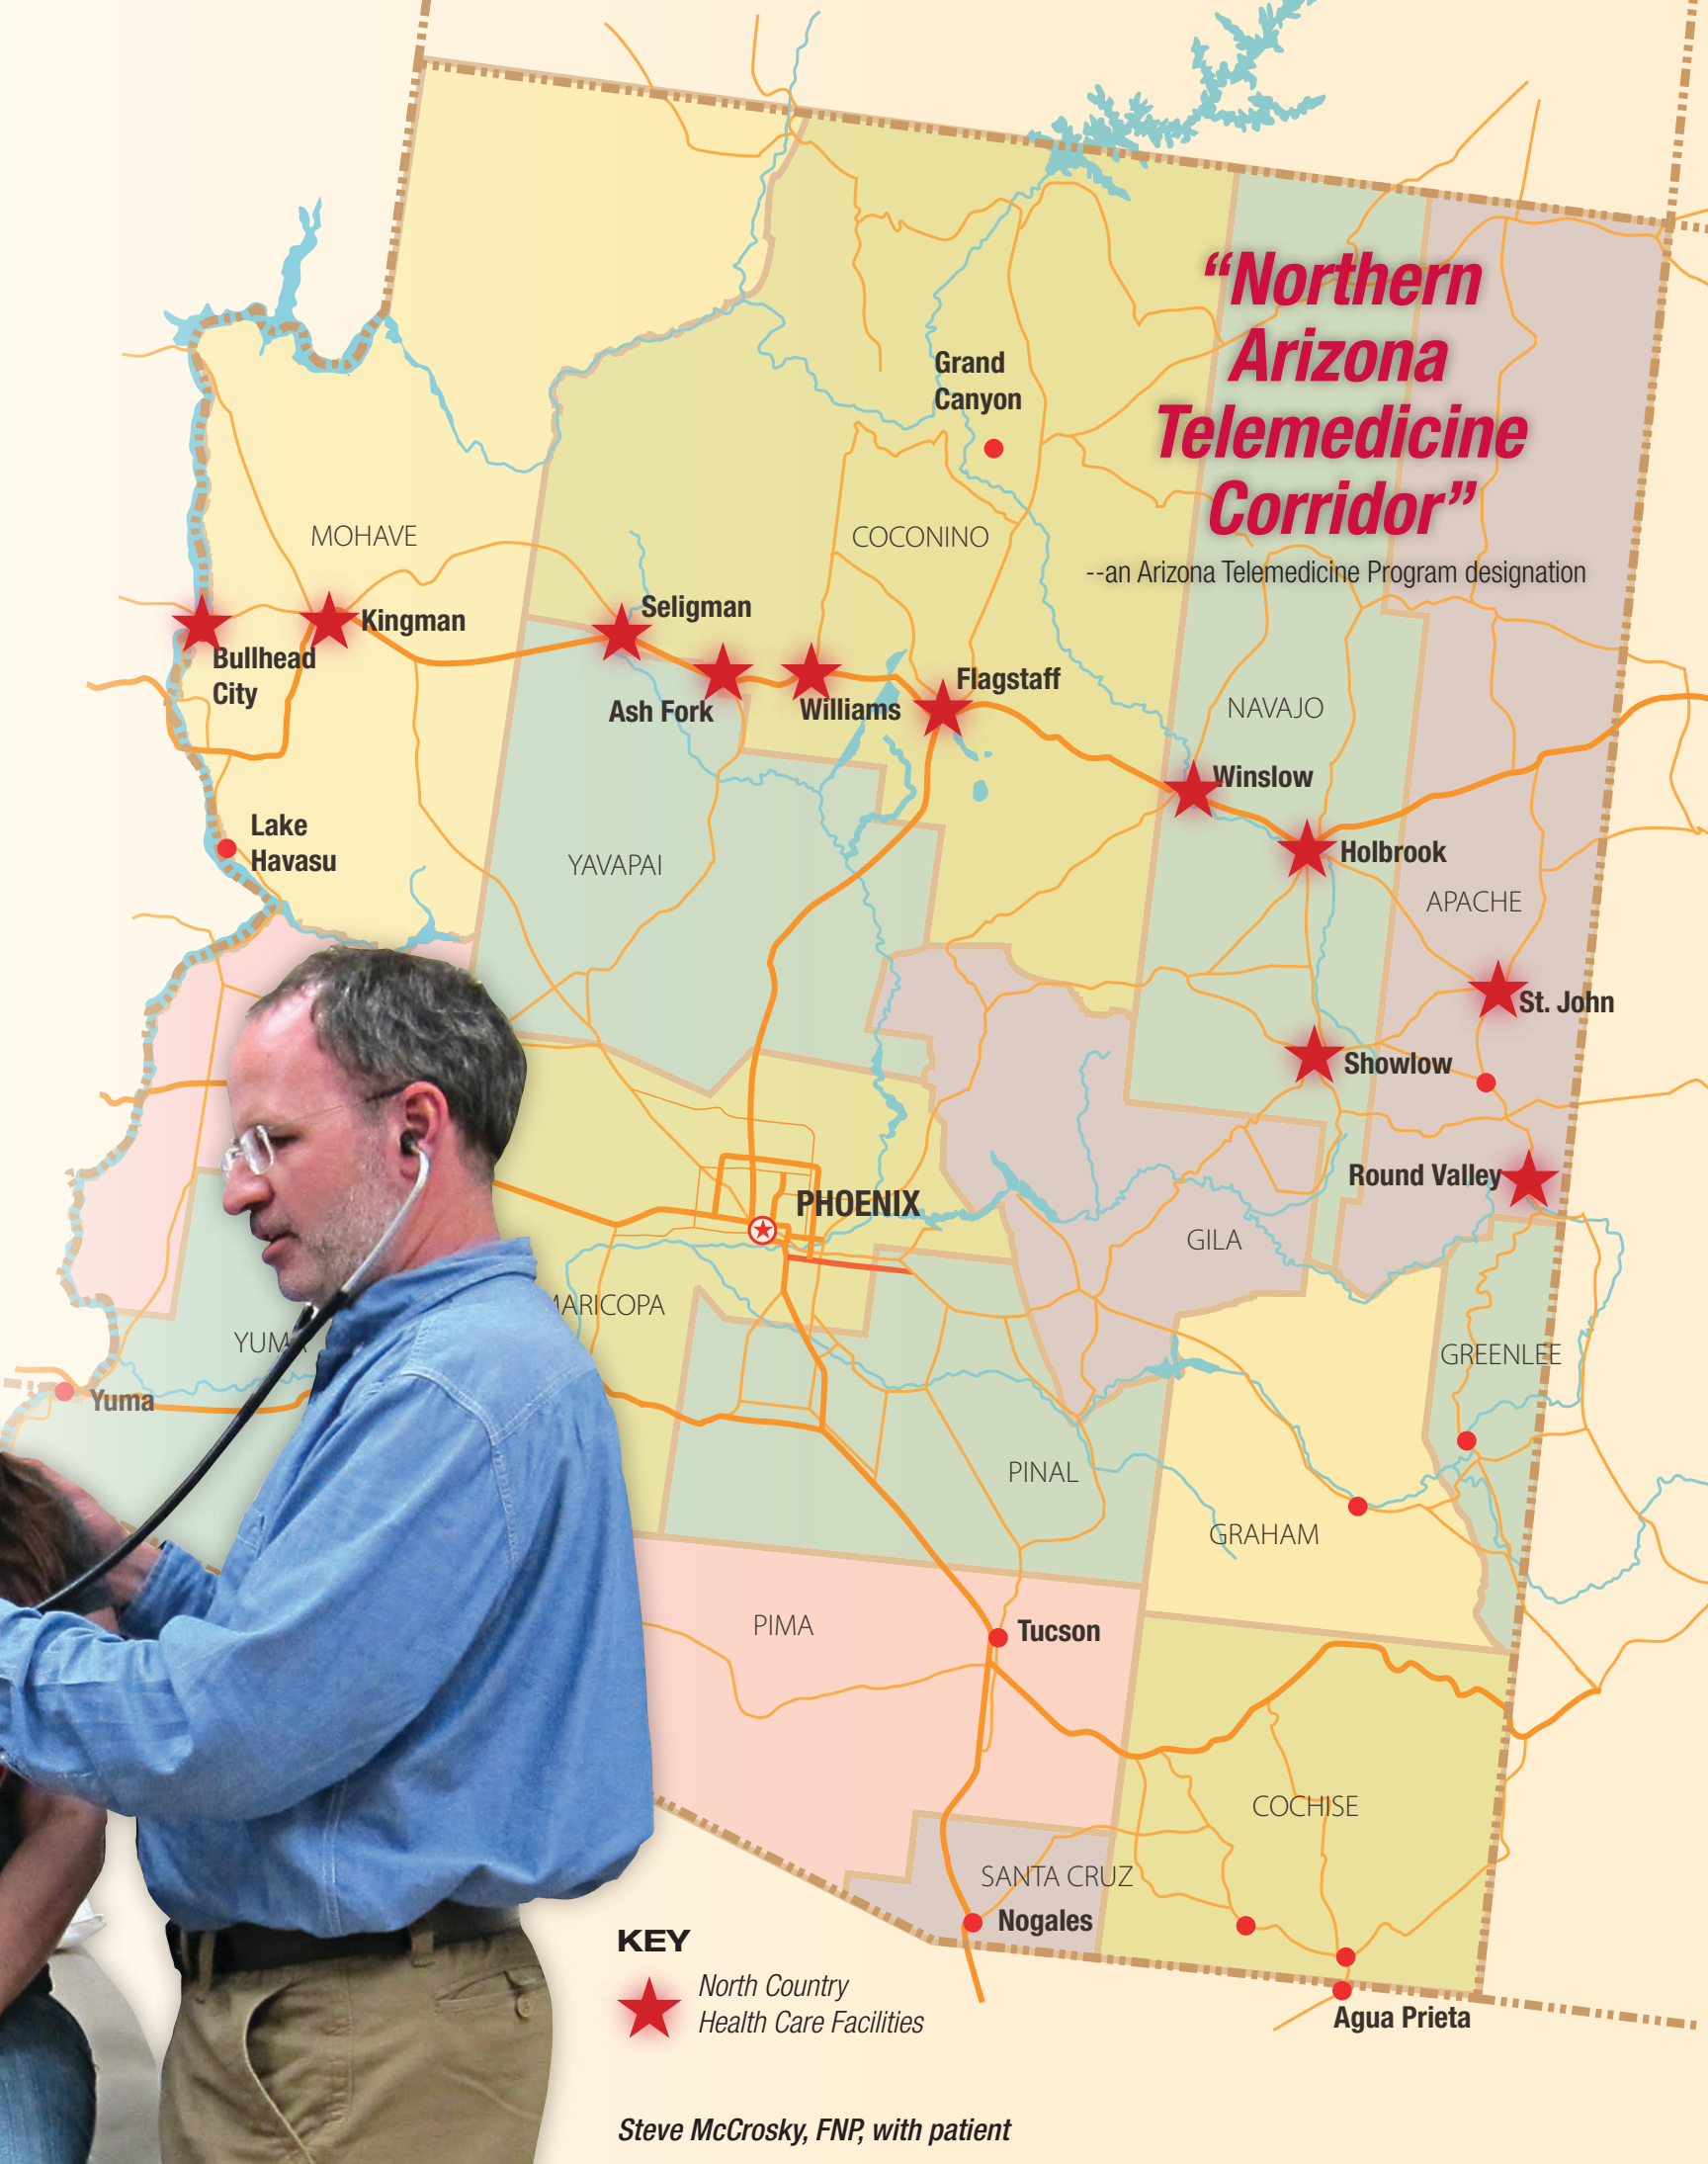 “Northern
Arizona
Telemedicine
Corridor”
--an Arizona Telemedicine Program designation
Grand
Canyon
MOHAVE
COCONINO
Seligman
Kingman
Bullhead
City
Flagstaff
Ash Fork
Williams
NAVAJO
Winslow
Lake
Havasu
YAVAPAI
Holbrook
APACHE
St. John
Showlow
Round Valley
PHOENIX
GILA
MARICOPA
YUMA
GREENLEE
Yuma
PINAL
GRAHAM
PIMA
Tucson
COCHISE
SANTA CRUZ
Nogales
KEY
North Country
Health Care Facilities
Agua Prieta
Steve McCrosky, FNP, with patient